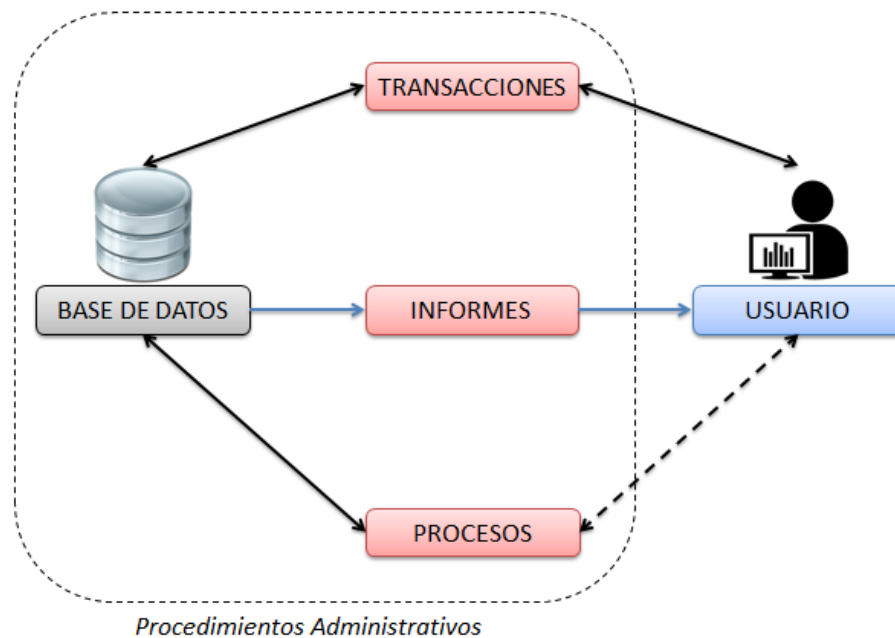 TRANSACCIONES
BASE DE DATOS
INFORMES
USUARIO
PROCESOS
Procedimientos Administrativos